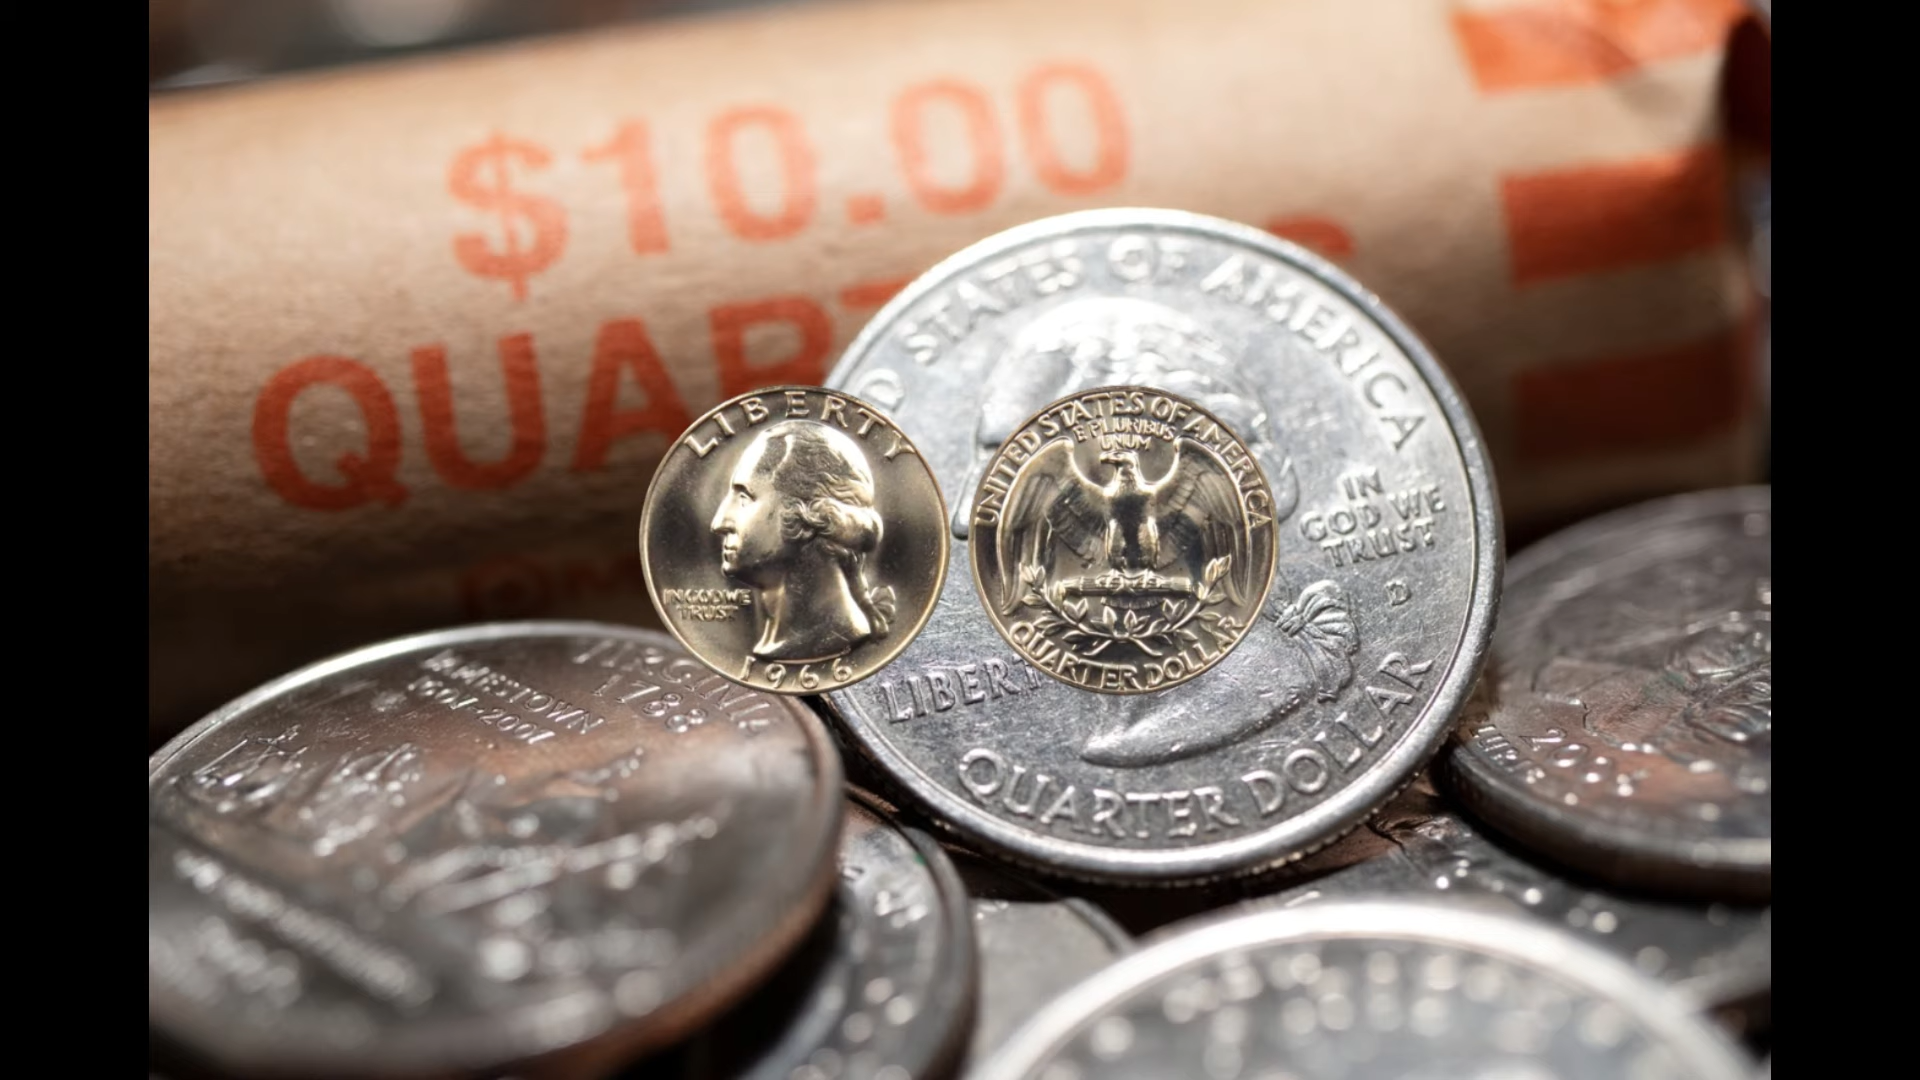 $10.00
QUART
STATES OF AMERICA
IN
GOD WE
TRUST
D
LIBERT
QUARTER DOLLAR
LIBERTY
IN GOD WE
TRUST
1966
UNITED STATES OF AMERICA
E PLURIBUS
UNUM
QUARTER DOLLAR
VIRGINIA
1788
JAMESTOWN
1607-2007